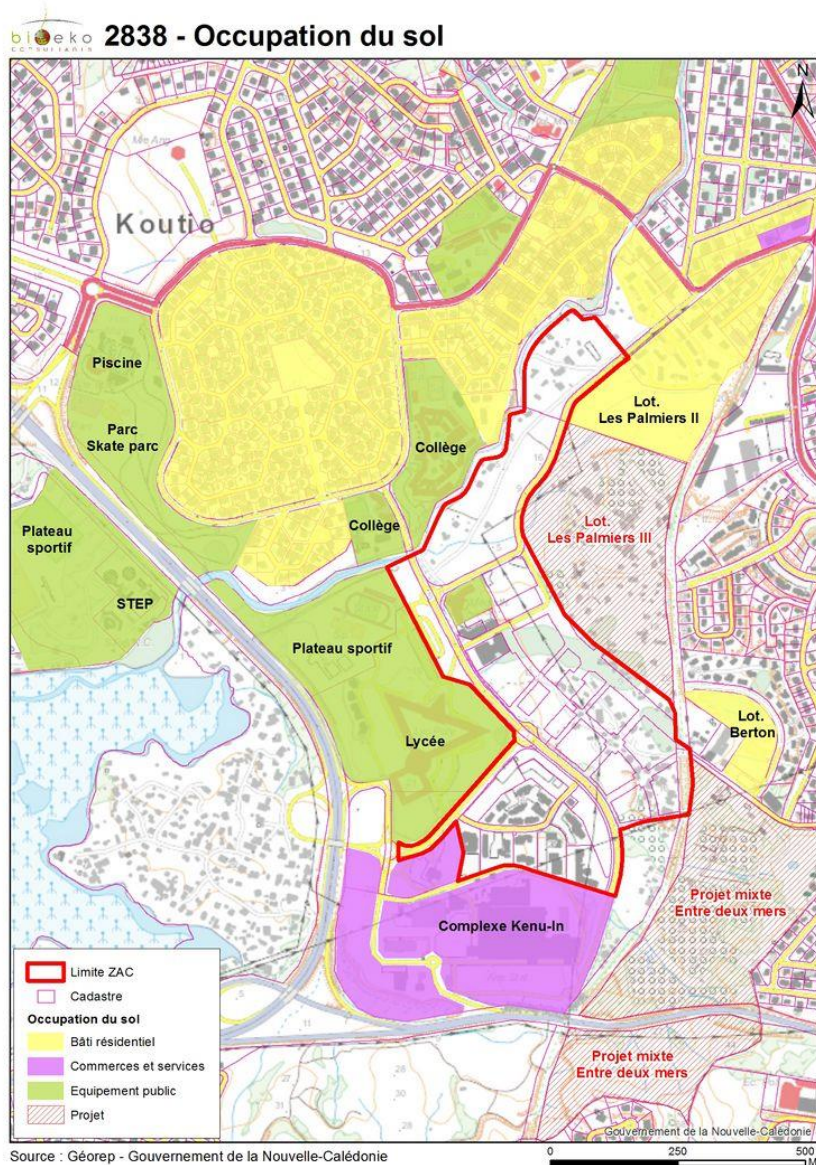 bioeko
CONSULTANTS
2838 - Occupation du sol
N
Koutio
Piscine
Parc
Skate parc
Collège
Lot.
Les Palmiers II
Plateau
sportif
Collège
Lot.
Les Palmiers III
STEP
Plateau sportif
Lycée
Lot.
Berton
Projet mixte
Entre deux mers
Complexe Kenu-In
Limite ZAC
Cadastre
Occupation du sol
Bâti résidentiel
Commerces et services
Equipement public
Projet
Projet mixte
Entre deux mers
Gouvernement de la Nouvelle-Calédonie
Source : Géorep - Gouvernement de la Nouvelle-Calédonie
0 250 500
M